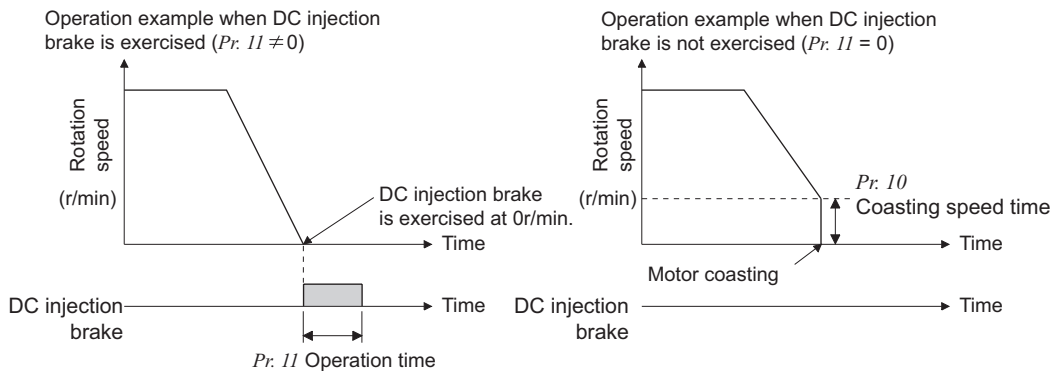 Operation example when DC injection
brake is exercised (Pr. 11 ≠ 0)
Rotation
speed
(r/min)
DC injection brake
is exercised at 0r/min.
Time
DC injection
brake
Time
Pr. 11 Operation time
Operation example when DC injection
brake is not exercised (Pr. 11 = 0)
Rotation
speed
(r/min)
Pr. 10
Coasting speed time
Time
Motor coasting
DC injection
brake
Time